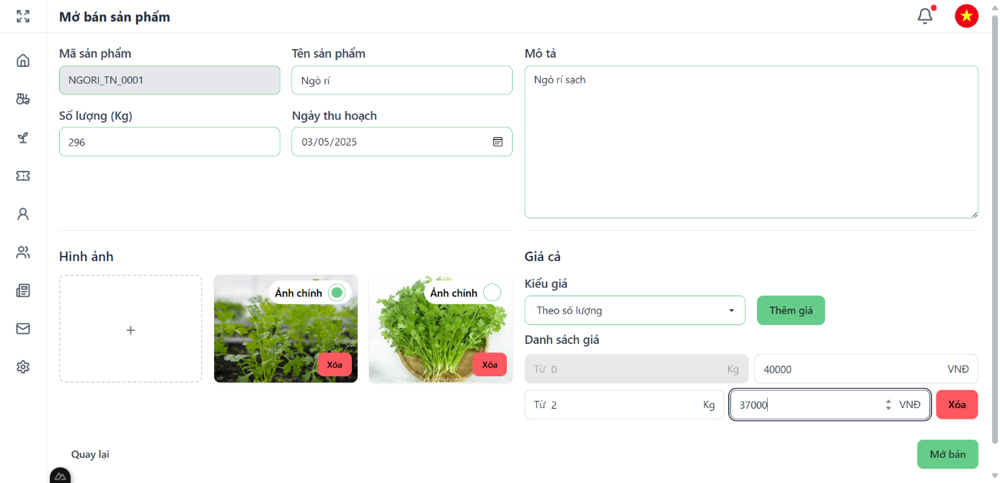 Mở bán sản phẩm
Mã sản phẩm
NGORI_TN_0001
Tên sản phẩm
Ngò rí
Mô tả
Ngò rí sạch
Số lượng (Kg)
296
Ngày thu hoạch
03/05/2025
Hình ảnh
+
Ảnh chính
Xóa
Ảnh chính
Xóa
Giá cả
Kiểu giá
Theo số lượng
Thêm giá
Danh sách giá
Từ 0 Kg
40000 VNĐ
Từ 2 Kg
37000 VNĐ
Xóa
Quay lại
Mở bán